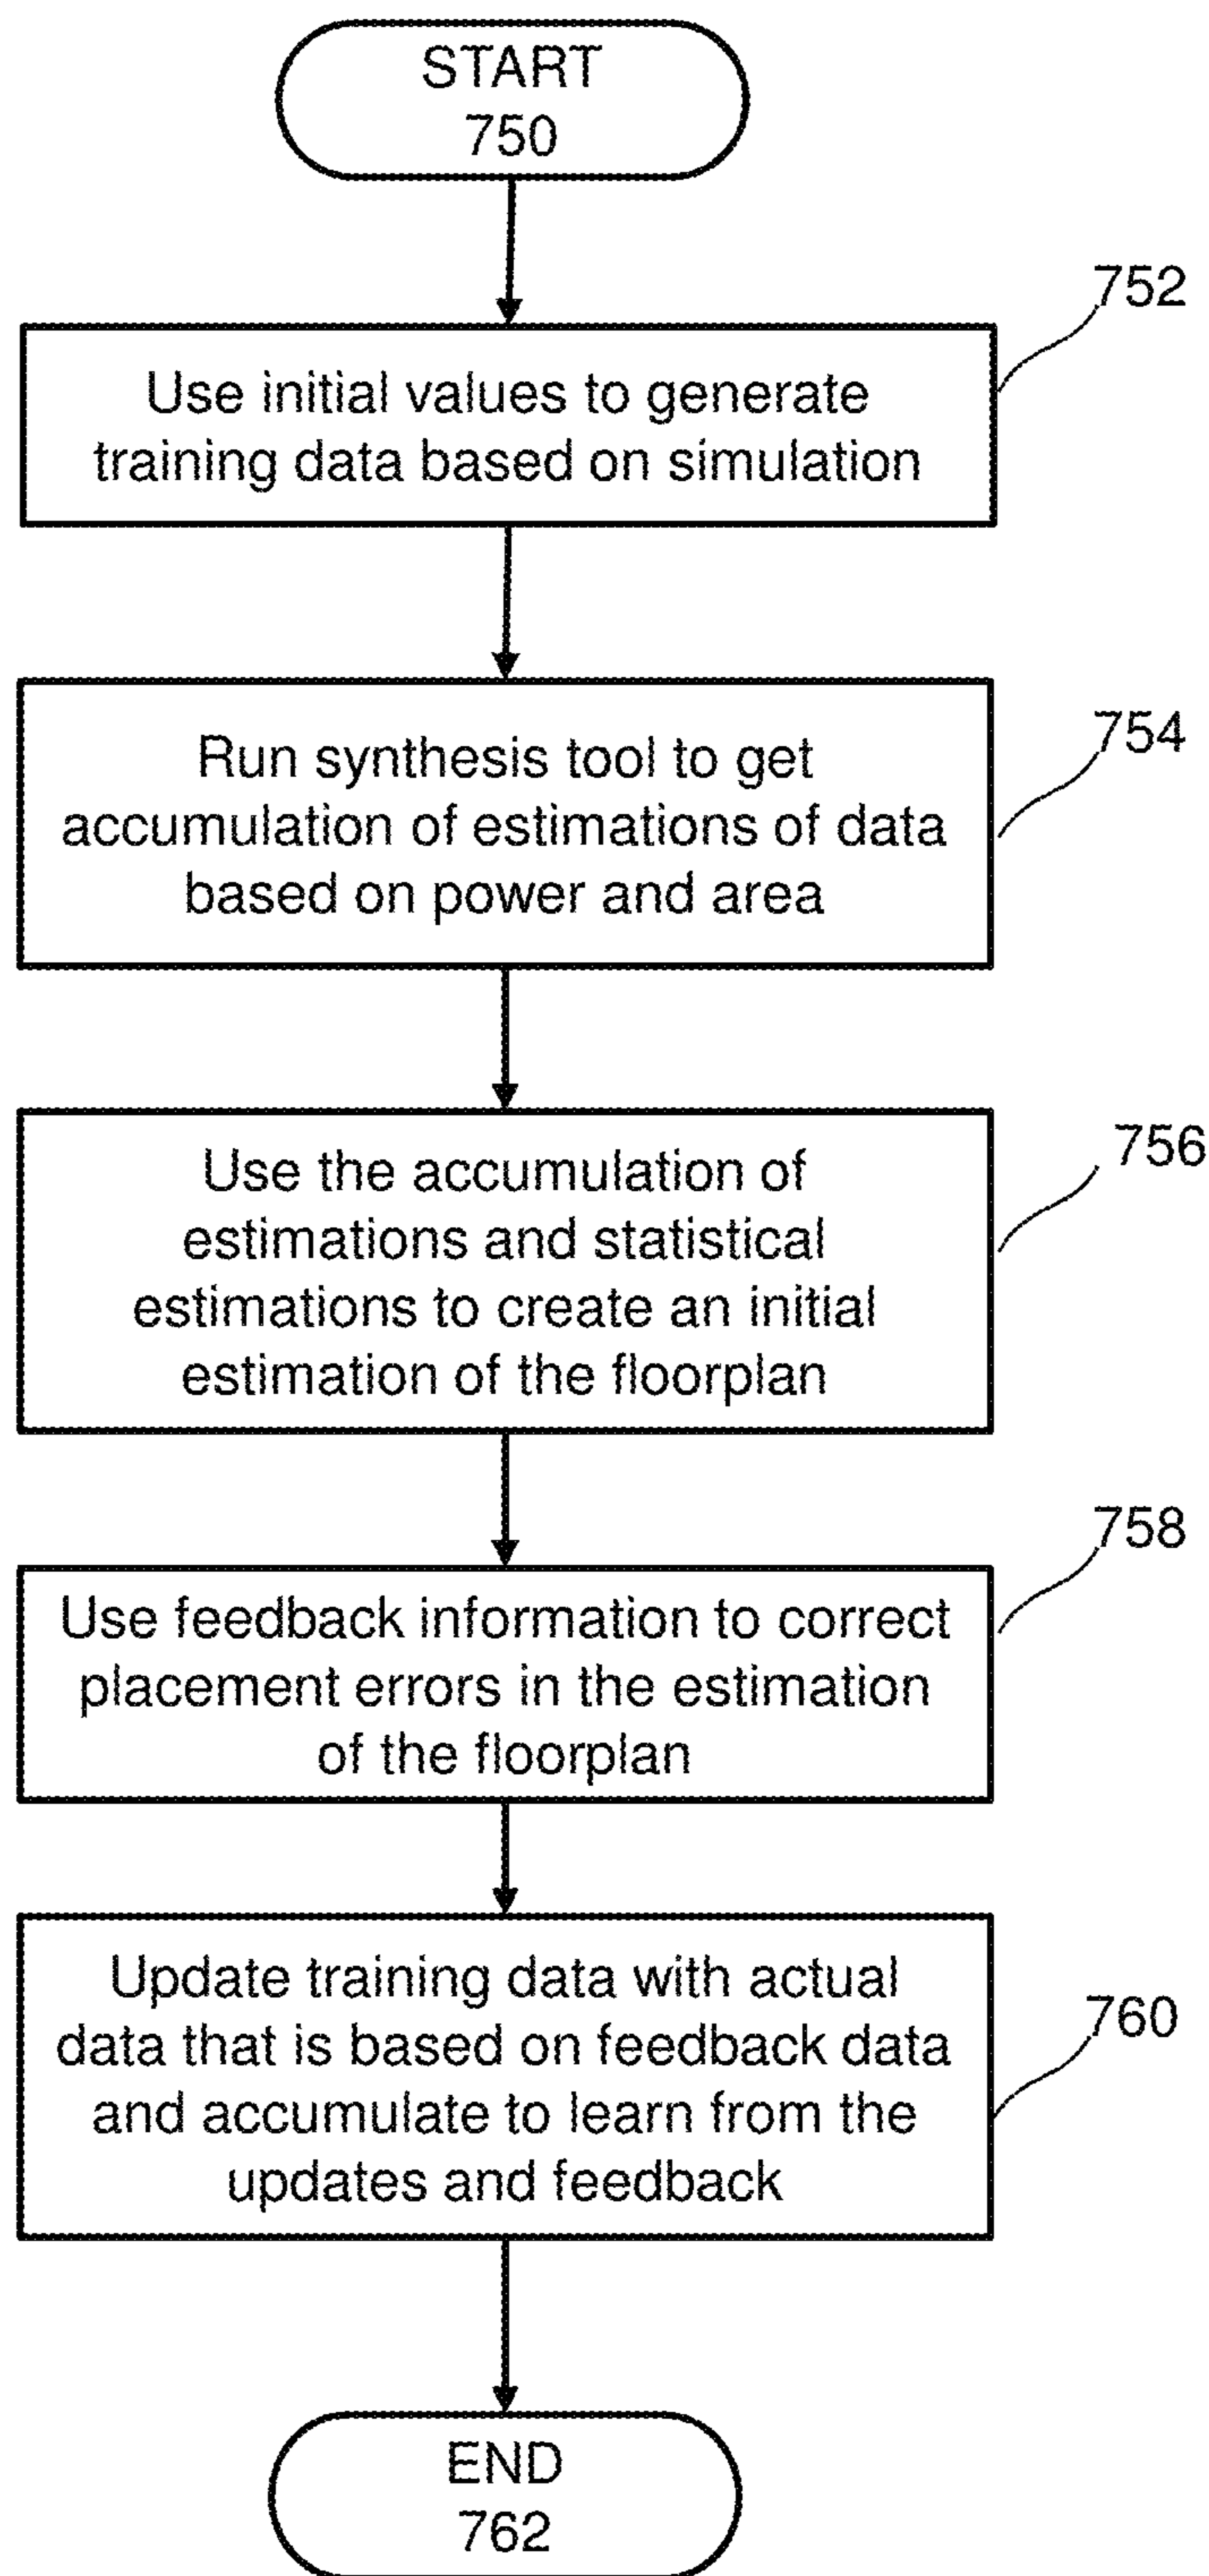 START
750
752
Use initial values to generate
training data based on simulation
754
Run synthesis tool to get
accumulation of estimations of data
based on power and area
756
Use the accumulation of
estimations and statistical
estimations to create an initial
estimation of the floorplan
758
Use feedback information to correct
placement errors in the estimation
of the floorplan
760
Update training data with actual
data that is based on feedback data
and accumulate to learn from the
updates and feedback
END
762